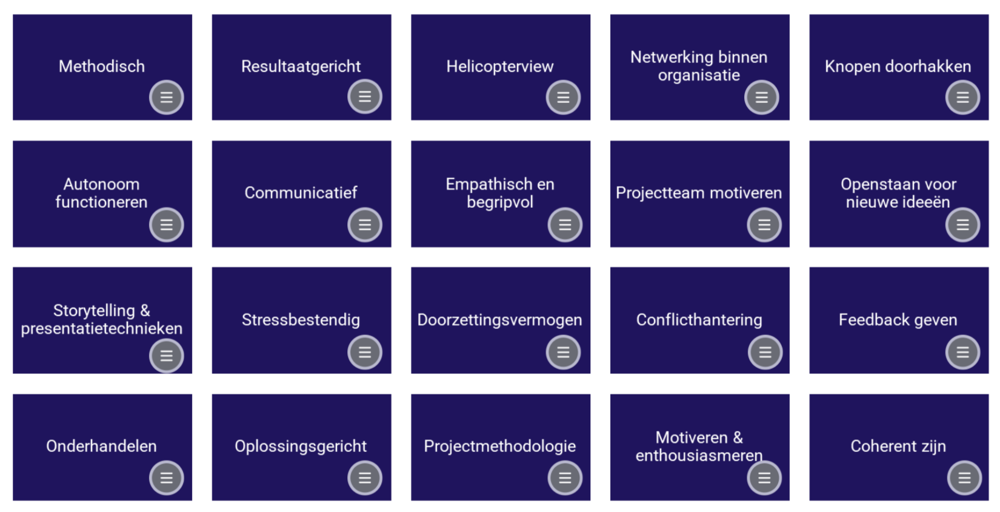 Methodisch
Resultaatgericht
Helicopterview
Netwerking binnen
organisatie
Knopen doorhakken
Autonoom
functioneren
Communicatief
Empathisch en
begripvol
Projectteam motiveren
Openstaan voor
nieuwe ideeën
Storytelling &
presentatietechnieken
Stressbestendig
Doorzettingsvermogen
Conflicthantering
Feedback geven
Onderhandelen
Oplossingsgericht
Projectmethodologie
Motiveren &
enthousiasmeren
Coherent zijn